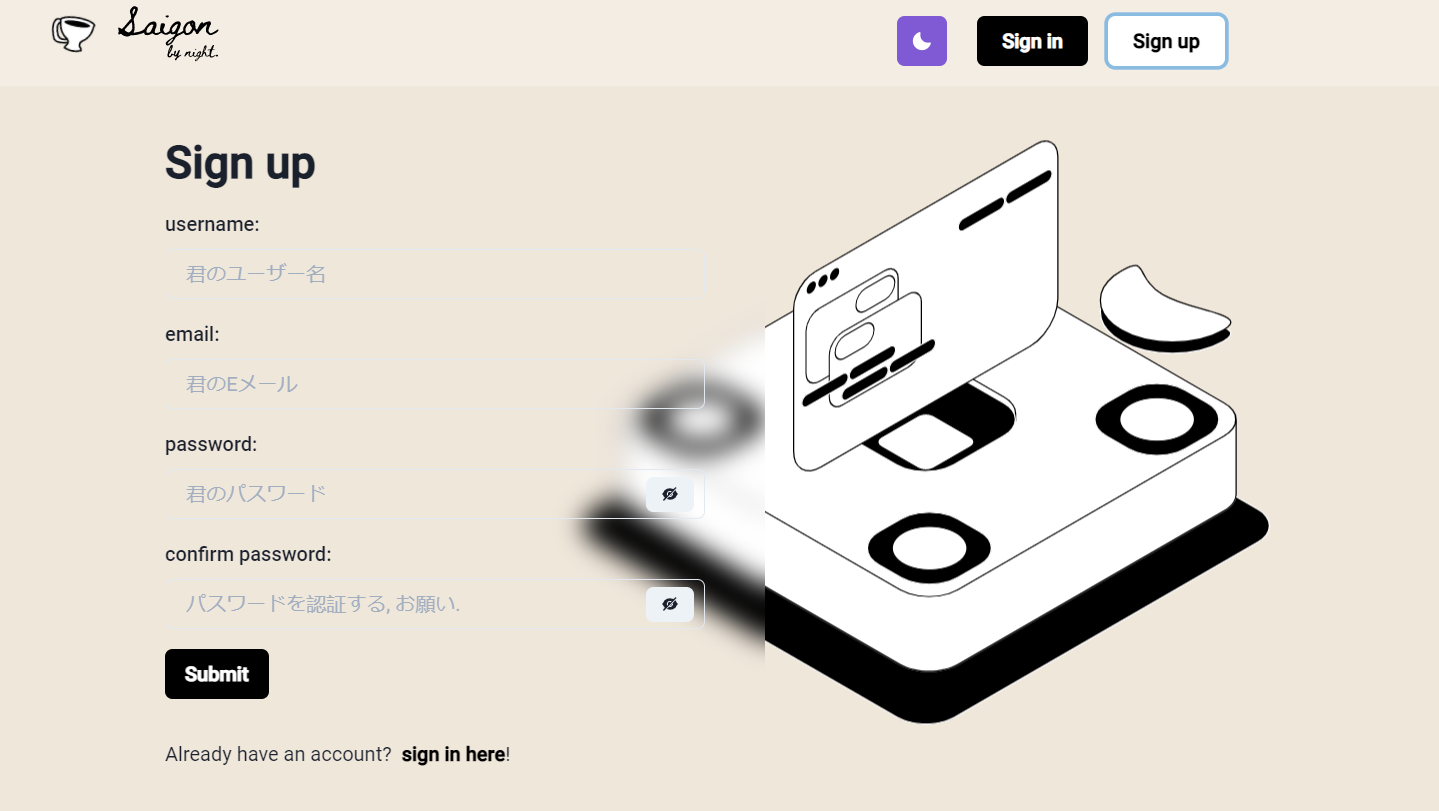 Saigon
by night.
Sign in
Sign up
Sign up
username:
君のユーザー名
email:
君のEメール
password:
君のパスワード
confirm password:
パスワードを認証する, お願い.
Submit
Already have an account? sign in here!